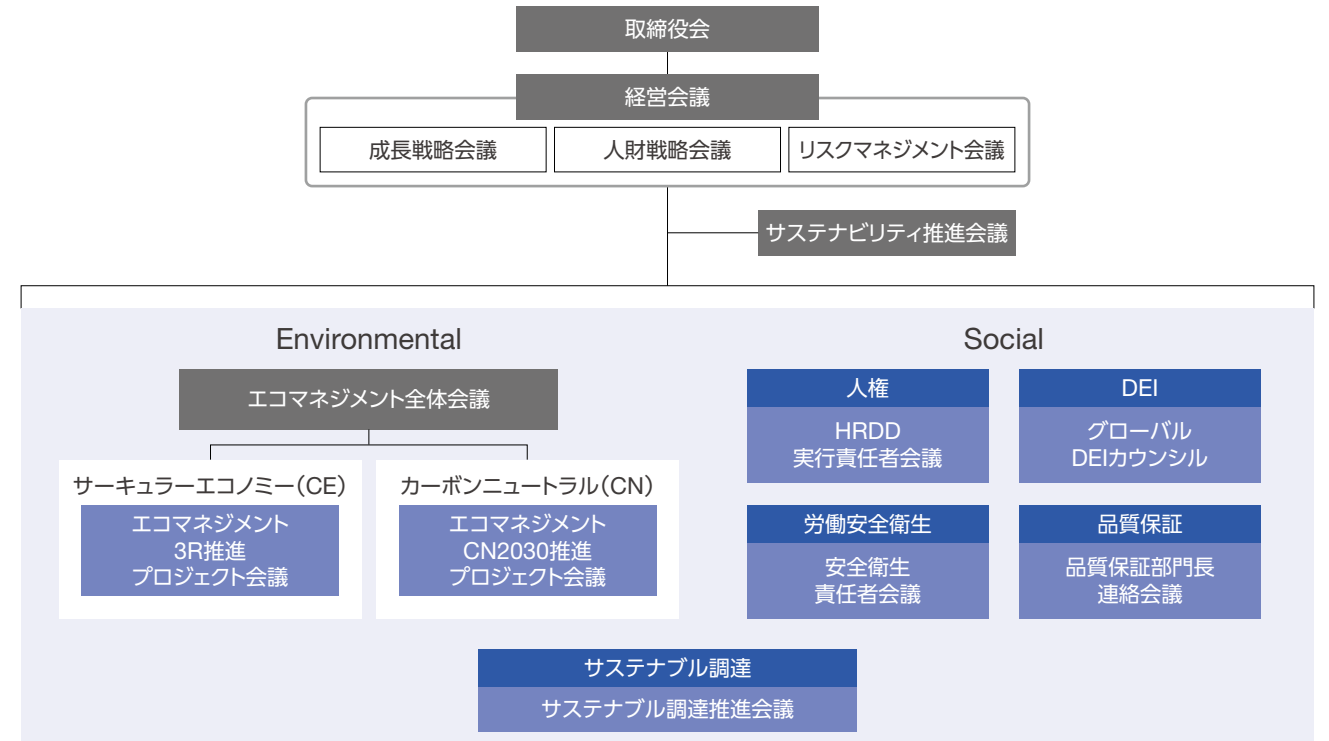 取締役会
経営会議
成長戦略会議
人財戦略会議
リスクマネジメント会議
サステナビリティ推進会議
Environmental
エコマネジメント全体会議
サーキュラーエコノミー(CE)
エコマネジメント
3R推進
プロジェクト会議
カーボンニュートラル(CN)
エコマネジメント
CN2030推進
プロジェクト会議
Social
人権
HRDD
実行責任者会議
DEI
グローバル
DEIカウンシル
労働安全衛生
安全衛生
責任者会議
品質保証
品質保証部門長
連絡会議
サステナブル調達
サステナブル調達推進会議